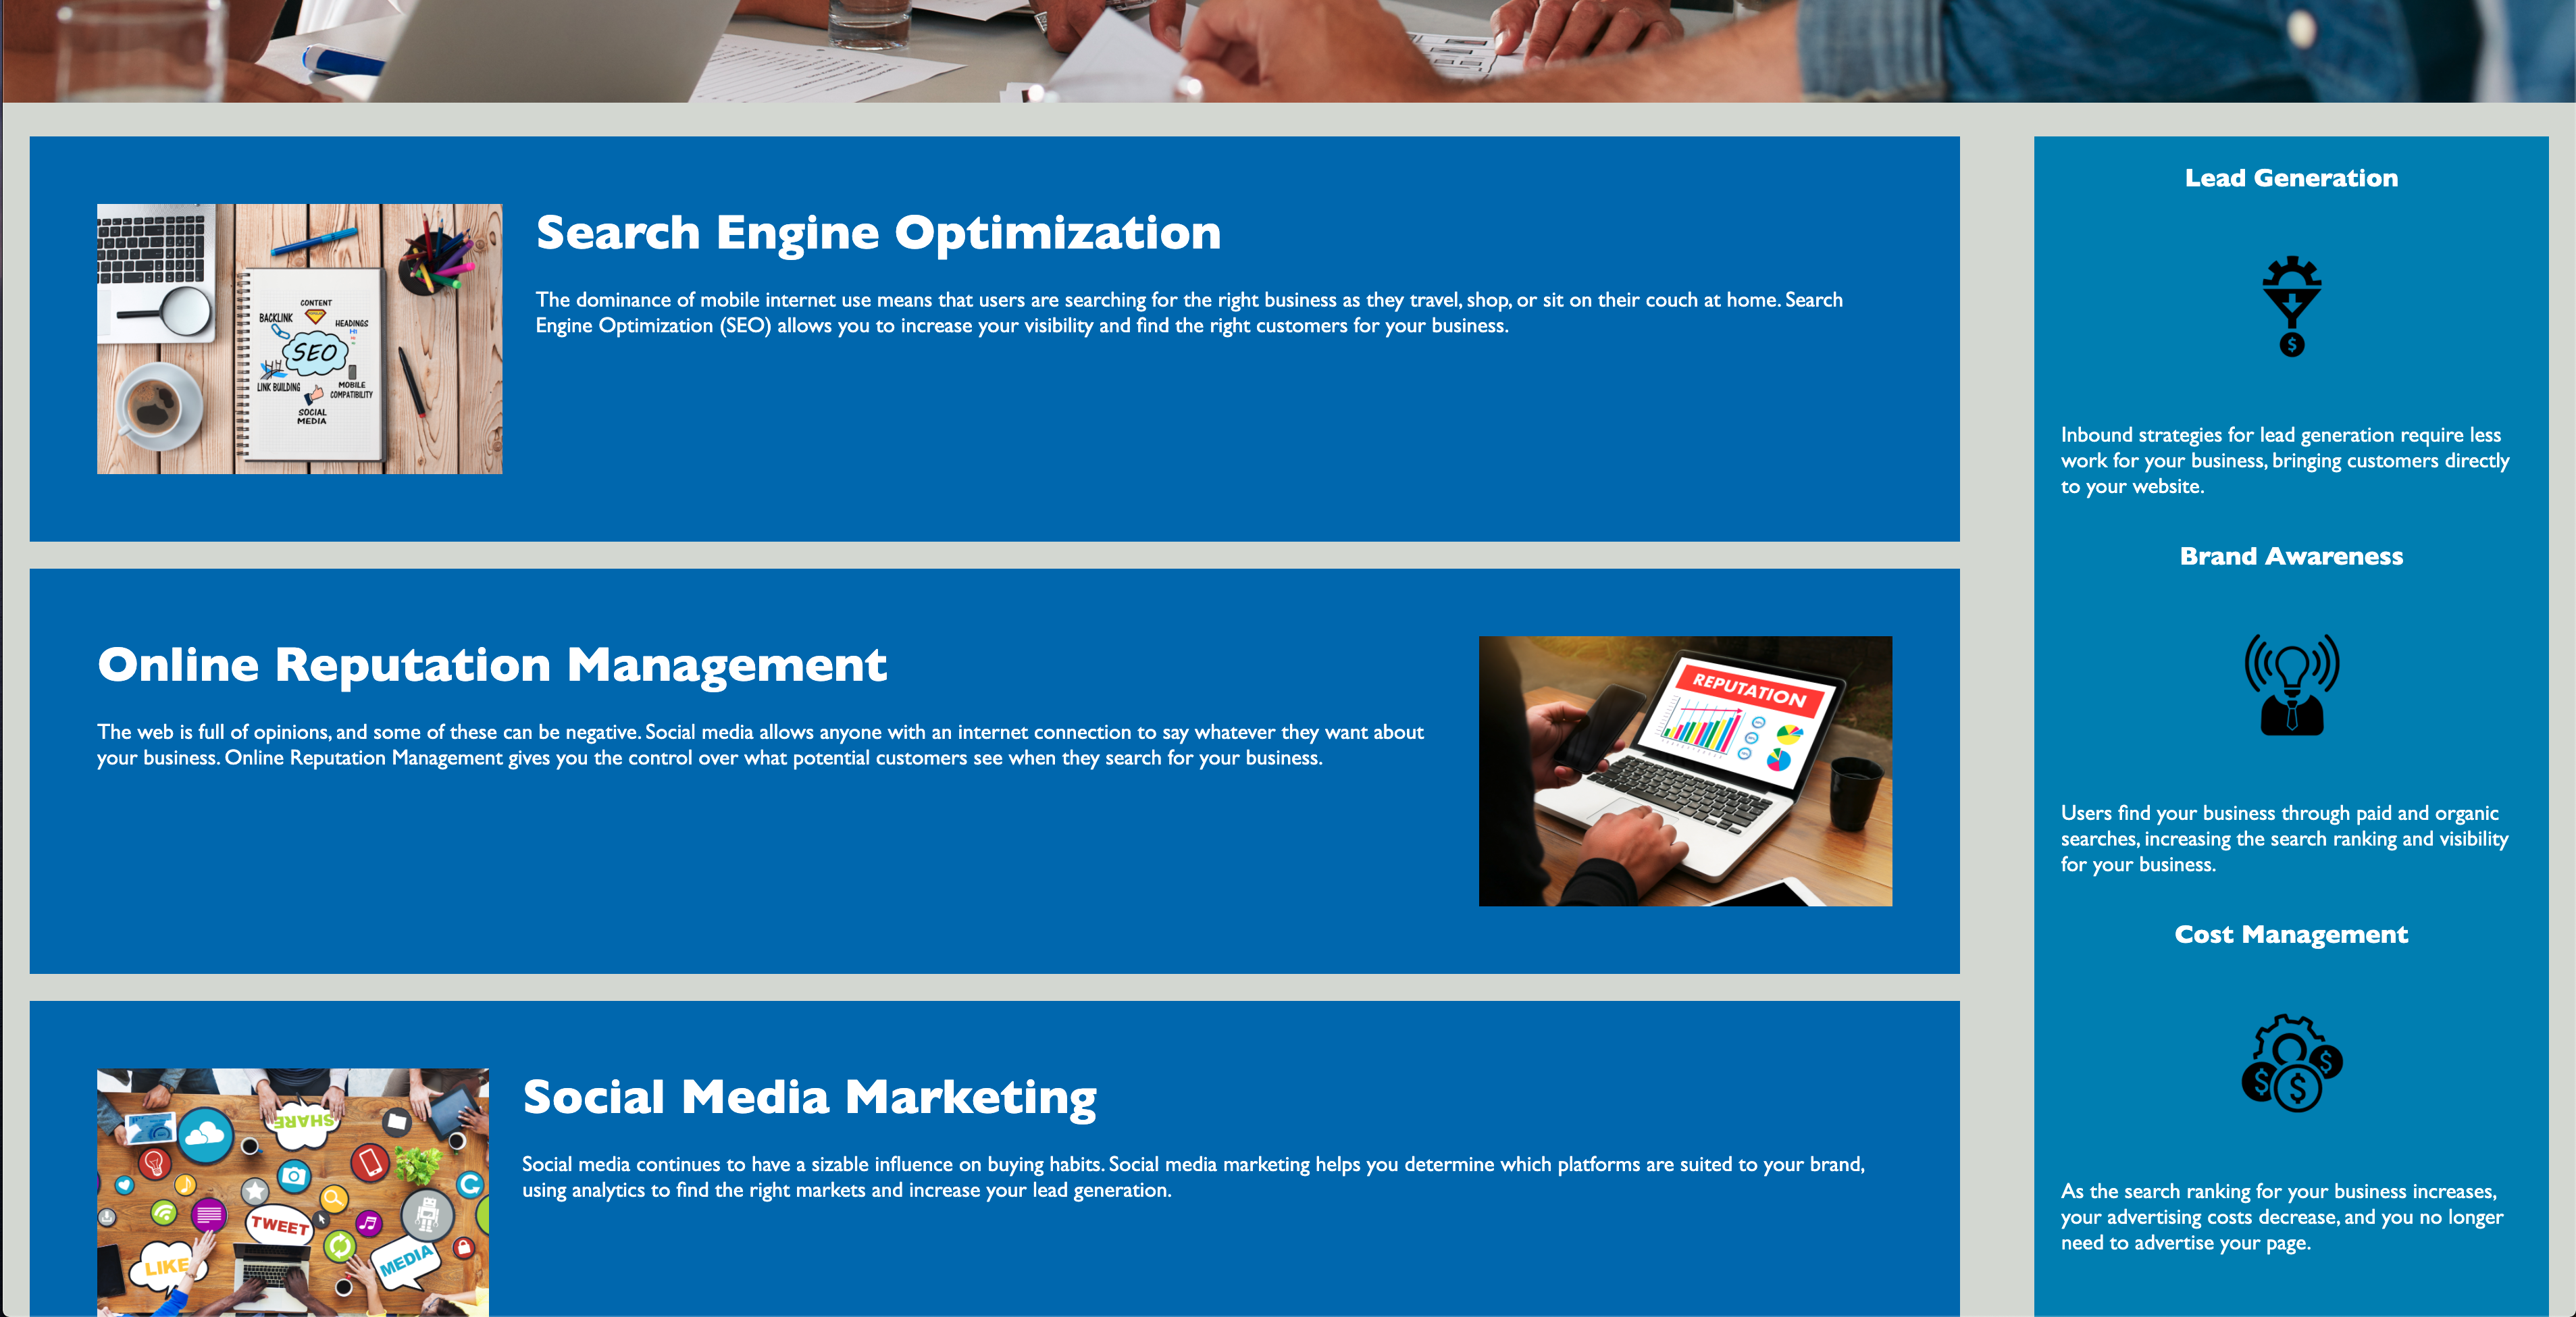 Search Engine Optimization
The dominance of mobile internet use means that users are searching for the right business as they travel, shop, or sit on their couch at home. Search
Engine Optimization (SEO) allows you to increase your visibility and find the right customers for your business.
CONTENT
BACKLINK
HEADINGS
SEO
LINK BUILDING
MOBILE
COMPATIBILITY
SOCIAL
MEDIA
Online Reputation Management
The web is full of opinions, and some of these can be negative. Social media allows anyone with an internet connection to say whatever they want about
your business. Online Reputation Management gives you the control over what potential customers see when they search for your business.
REPUTATION
Social Media Marketing
Social media continues to have a sizable influence on buying habits. Social media marketing helps you determine which platforms are suited to your brand,
using analytics to find the right markets and increase your lead generation.
SHARE
TWEET
LIKE
MEDIA
Lead Generation
$
Inbound strategies for lead generation require less
work for your business, bringing customers directly
to your website.
Brand Awareness
Users find your business through paid and organic
searches, increasing the search ranking and visibility
for your business.
Cost Management
$ $ $
As the search ranking for your business increases,
your advertising costs decrease, and you no longer
need to advertise your page.